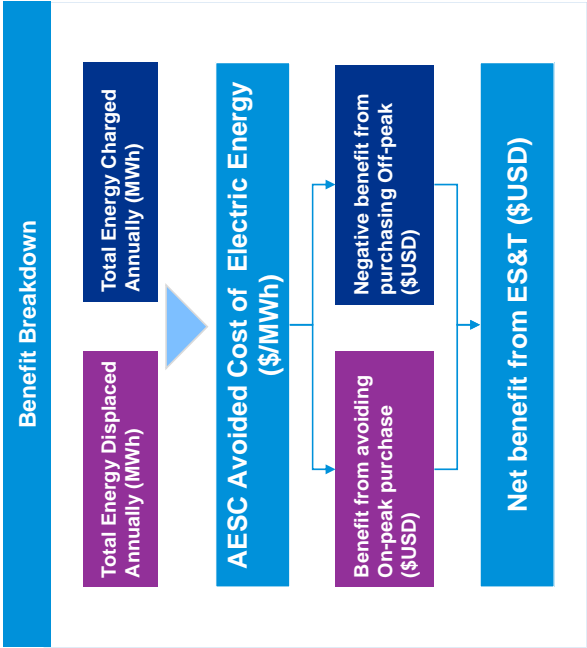 Benefit Breakdown
Total Energy Displaced
Annually (MWh)
Total Energy Charged
Annually (MWh)
AESC Avoided Cost of Electric Energy
($/MWh)
Benefit from avoiding
On-peak purchase
($USD)
Negative benefit from
purchasing Off-peak
($USD)
Net benefit from ES&T ($USD)